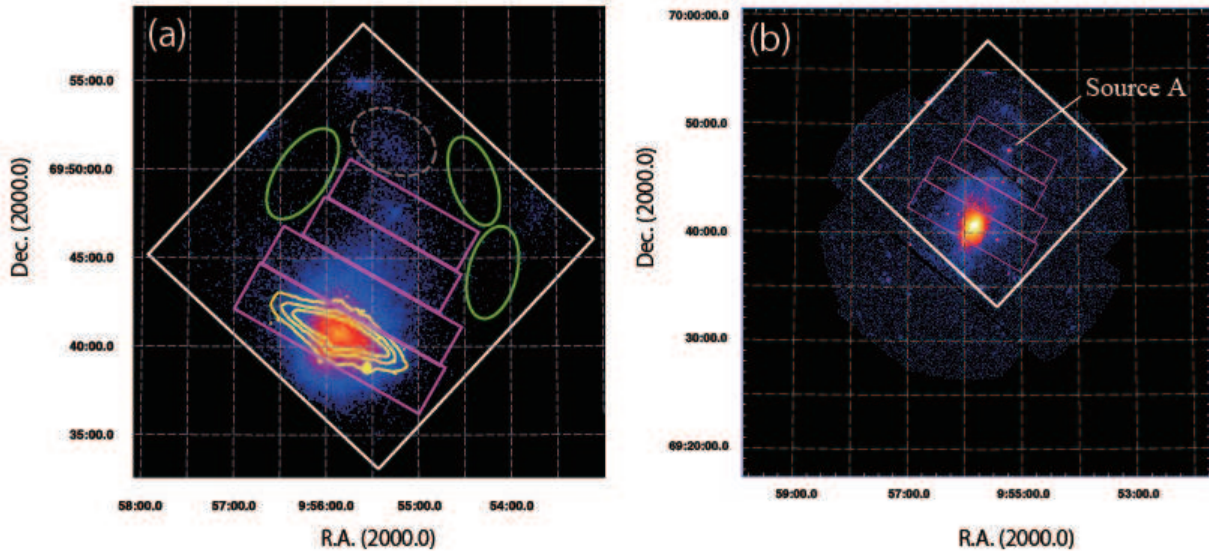 (a)
55:00.0
Dec. (2000.0)
69:50:00.0
45:00.0
40:00.0
35:00.0
58:00.0 57:00.0 9:56:00.0 55:00.0 54:00.0
R.A. (2000.0)
(b)
70:00:00.0
Source A
50:00.0
Dec. (2000.0)
40:00.0
30:00.0
69:20:00.0
59:00.0 57:00.0 9:55:00.0 53:00.0
R.A. (2000.0)